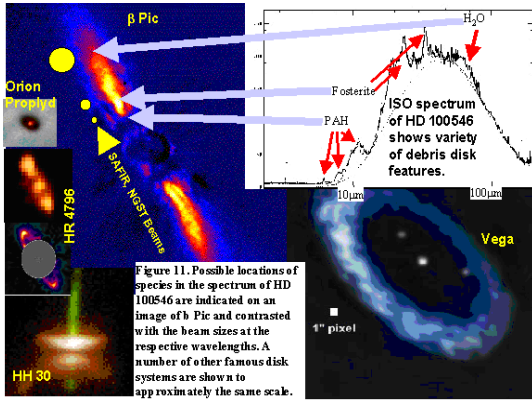 β Pic
H2O
Orion
Proplyd
Fosterite
PAH
ISO spectrum
of HD 100546
shows variety
of debris disk
features.
SAFIR, NGST Beams
10μm
100μm
HR 4796
Vega
Figure 11. Possible locations of
species in the spectrum of HD
100546 are indicated on an
image of b Pic and contrasted
with the beam sizes at the
respective wavelengths. A
number of other famous disk
systems are shown to
approximately the same scale.
1" pixel
HH 30